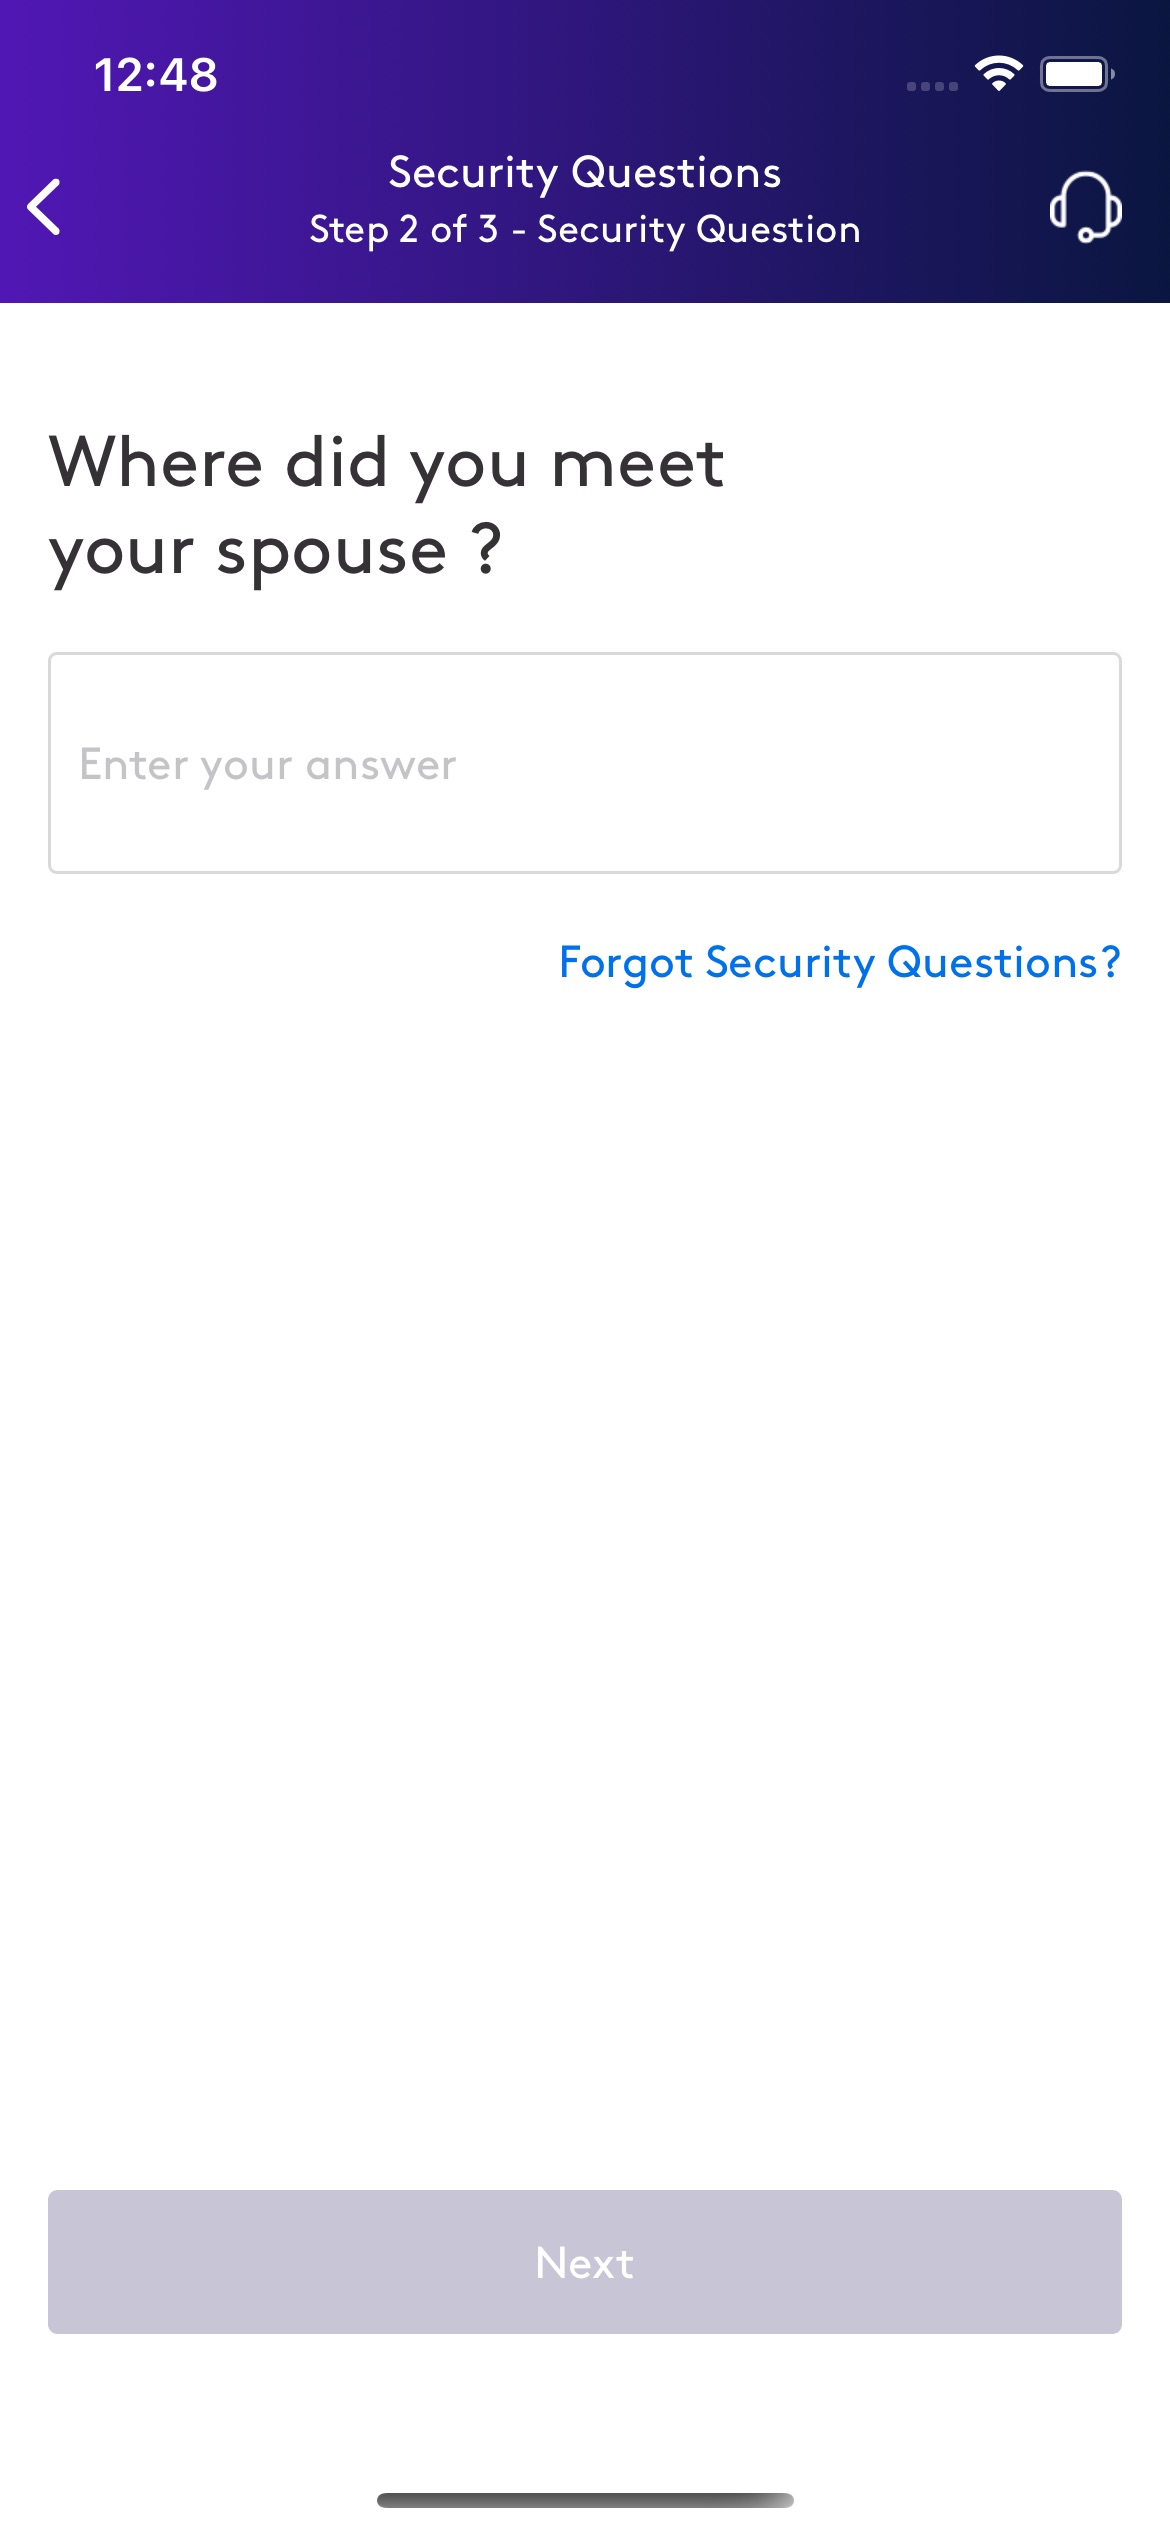 12:48
Security Questions
Step 2 of 3 - Security Question
Where did you meet
your spouse ?
Enter your answer
Forgot Security Questions?
Next